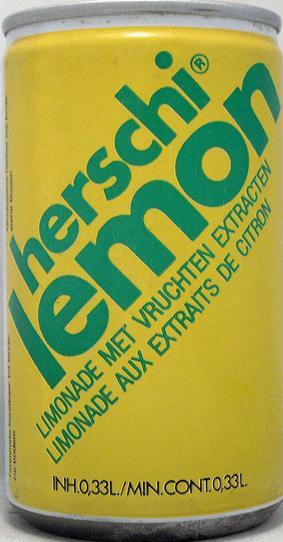 herschi®
lemon
LIMONADE MET VRUCHTEN EXTRACTEN
LIMONADE AUX EXTRAITS DE CITRON
INH.0,33L./MIN.CONT.0,33L.